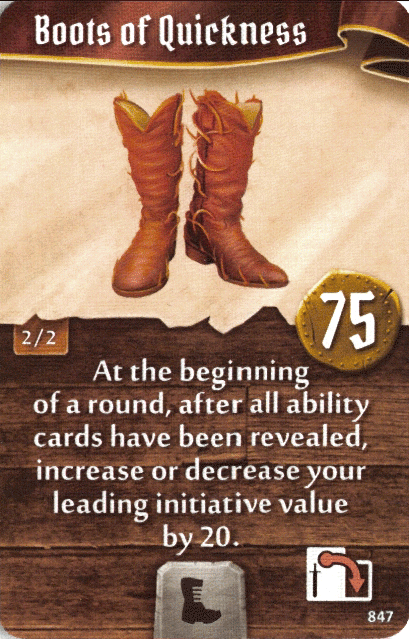 Boots of Quickness
75
2/2
At the beginning
of a round, after all ability
cards have been revealed,
increase or decrease your
leading initiative value
by 20.
847